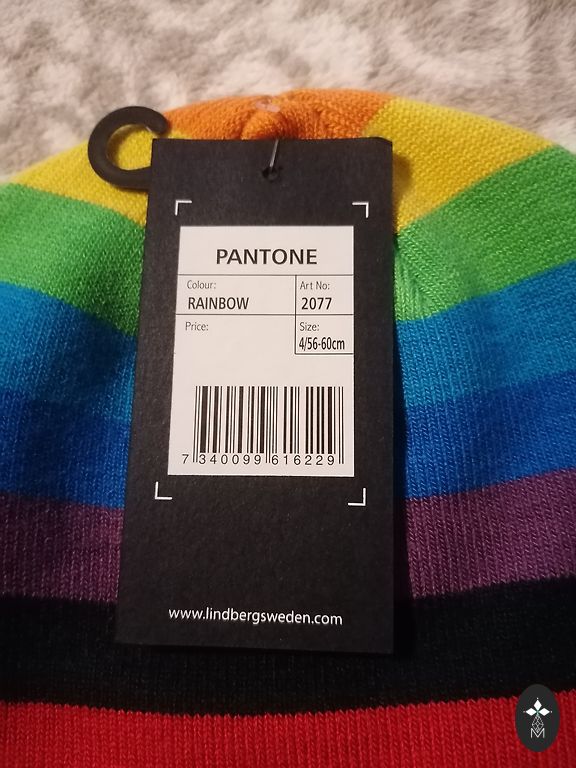 PANTONE
Colour: Art No:
RAINBOW 2077
Price: Size:
4/56-60cm
7 340099 616229
www.lindbergsweden.com
M